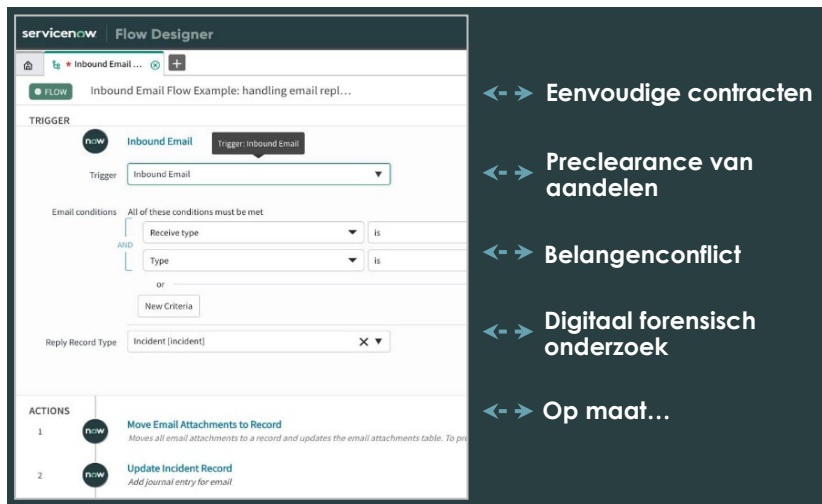 servicenow Flow Designer
* Inbound Email ...
FLOW Inbound Email Flow Example: handling email repl...
TRIGGER
now Inbound Email
Trigger: Inbound Email
Trigger Inbound Email
Email conditions All of these conditions must be met
Receive type is
AND
Type is
or
New Criteria
Reply Record Type Incident [incident]
ACTIONS
1 now Move Email Attachments to Record
Moves all email attachments to a record and updates the email attachments table. To pre
2 now Update Incident Record
Add journal entry for email
Eenvoudige contracten
Preclearance van
aandelen
Belangenconflict
Digitaal forensisch
onderzoek
Op maat...